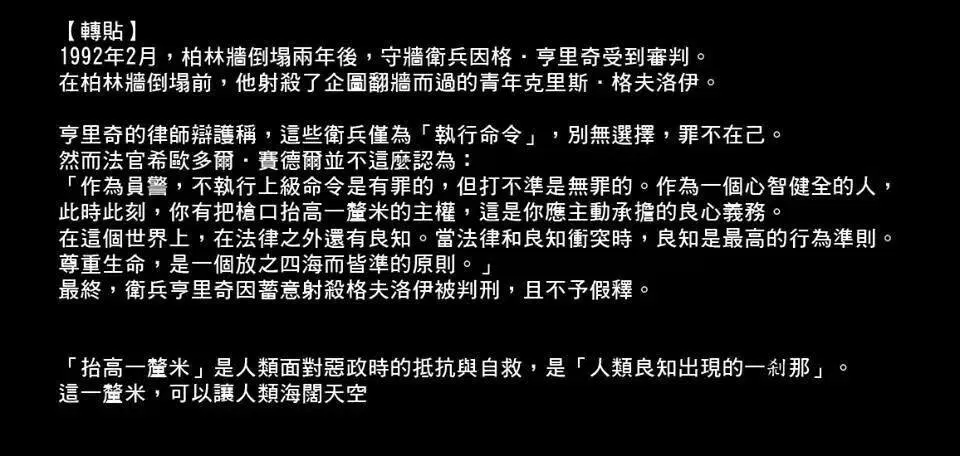 【轉貼】
1992年2月，柏林牆倒塌兩年後，守牆衛兵因格．亨里奇受到審判。
在柏林牆倒塌前，他射殺了企圖翻牆而過的青年克里斯．格夫洛伊。
亨里奇的律師辯護稱，這些衛兵僅為「執行命令」，別無選擇，罪不在己。
然而法官希歐多爾．賽德爾並不這麼認為：
「作為員警，不執行上級命令是有罪的，但打不準是無罪的。作為一個心智健全的人，
此時此刻，你有把槍口抬高一釐米的主權，這是你應主動承擔的良心義務。
在這個世界上，在法律之外還有良知。當法律和良知衝突時，良知是最高的行為準則。
尊重生命，是一個放之四海而皆準的原則。」
最終，衛兵亨里奇因蓄意射殺格夫洛伊被判刑，且不予假釋。
「抬高一釐米」是人類面對惡政時的抵抗與自救，是「人類良知出現的一剎那」。
這一釐米，可以讓人類海闊天空